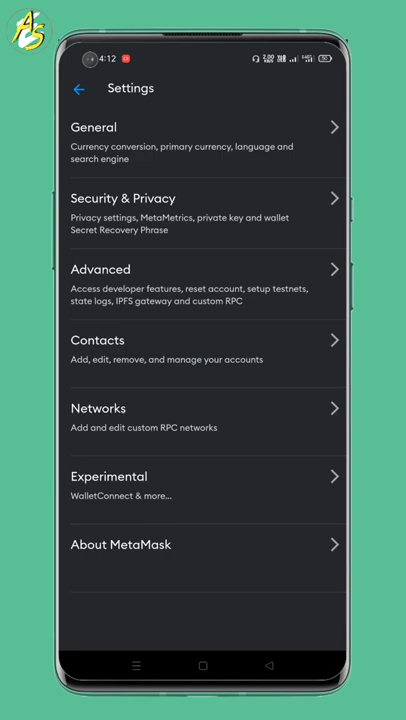 AS
4:12
Settings
General
Currency conversion, primary currency, language and
search engine
Security & Privacy
Privacy settings, MetaMetrics, private key and wallet
Secret Recovery Phrase
Advanced
Access developer features, reset account, setup testnets,
state logs, IPFS gateway and custom RPC
Contacts
Add, edit, remove, and manage your accounts
Networks
Add and edit custom RPC networks
Experimental
WalletConnect & more...
About MetaMask